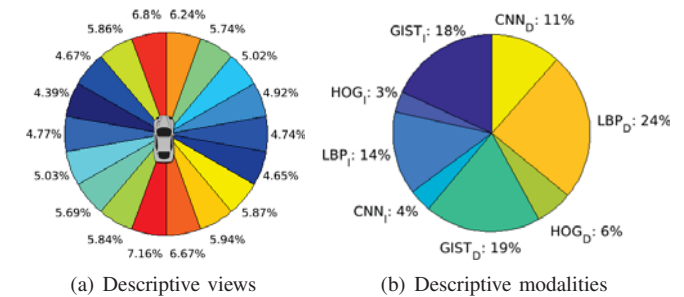 6.8% 6.24%
5.86% 5.74%
4.67% 5.02%
4.39% 4.92%
4.77% 4.74%
5.03% 4.65%
5.69% 5.87%
5.84% 5.94%
7.16% 6.67%
(a) Descriptive views
CNN_D: 11%
GIST_I: 18%
HOG_I: 3%
LBP_D: 24%
LBP_I: 14%
CNN_I: 4%
HOG_D: 6%
GIST_D: 19%
(b) Descriptive modalities